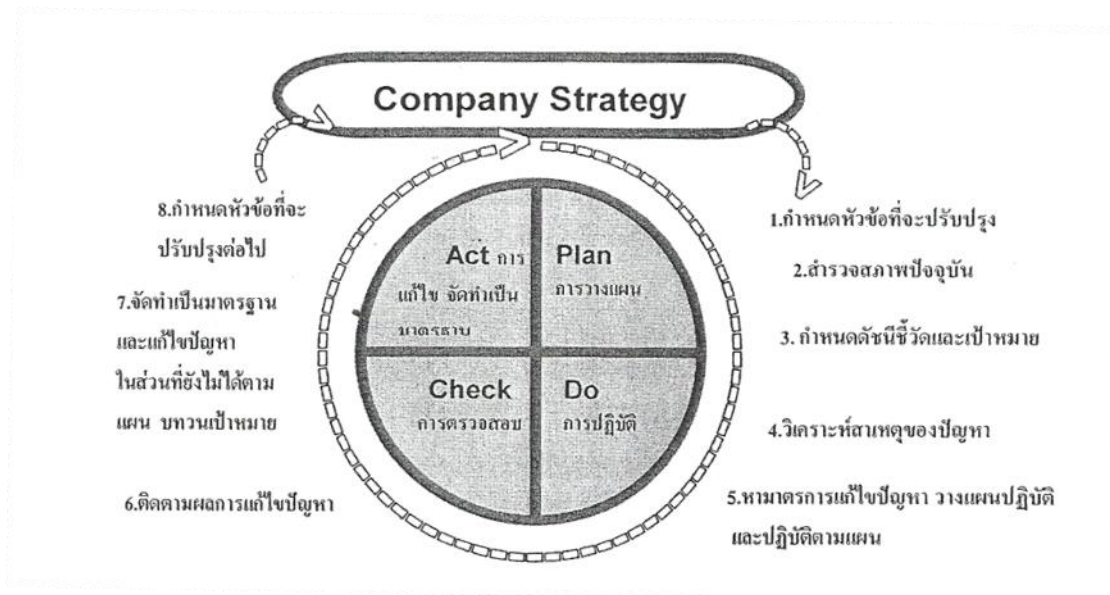 Company Strategy
1.กำหนดหัวข้อที่จะปรับปรุง
2.สำรวจสภาพปัจจุบัน
3. กำหนดดัชนีชี้วัดและเป้าหมาย
4.วิเคราะห์สาเหตุของปัญหา
5.หามาตรการแก้ไขปัญหา วางแผนปฏิบัติ
และปฏิบัติตามแผน
6.ติดตามผลการแก้ไขปัญหา
7.จัดทำเป็นมาตรฐาน
และแก้ไขปัญหา
ในส่วนที่ยังไม่ได้ตาม
แผน บทวนเป้าหมาย
8.กำหนดหัวข้อที่จะ
ปรับปรุงต่อไป
Plan
การวางแผน
Do
การปฏิบัติ
Check
การตรวจสอบ
Act การ
แก้ไข จัดทำเป็น
มาตรฐาน